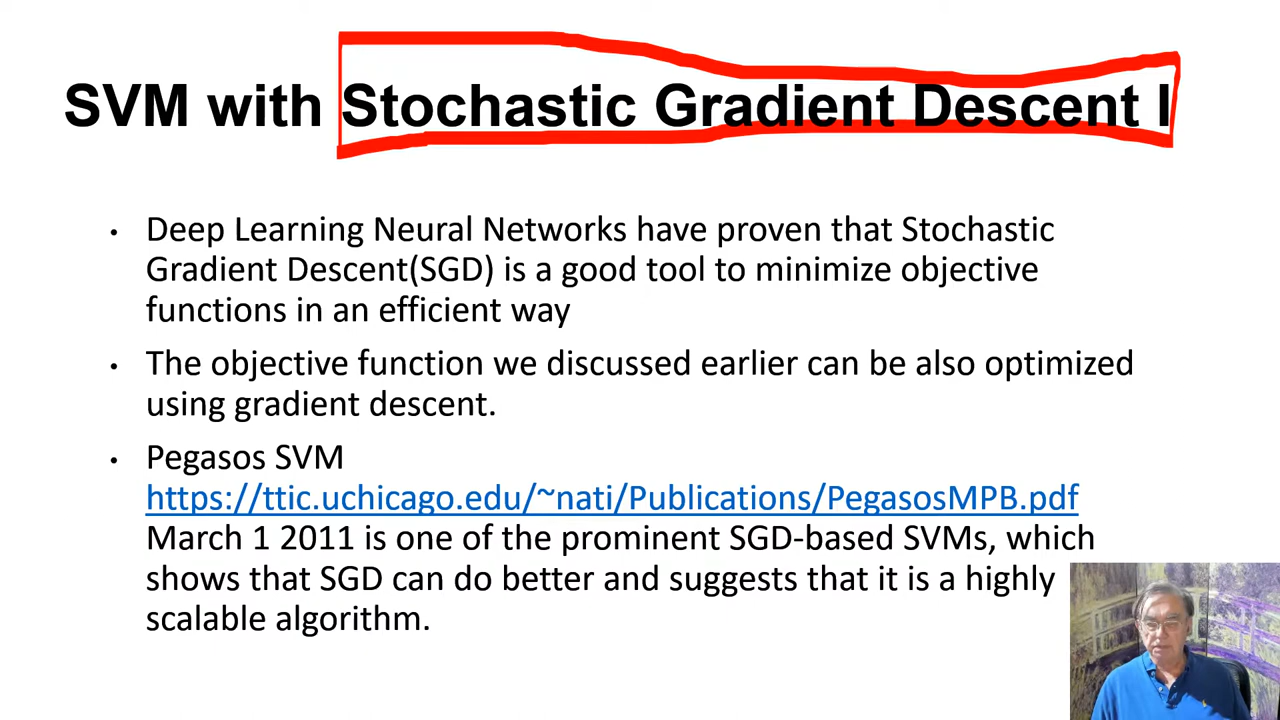 SVM with Stochastic Gradient Descent I
• Deep Learning Neural Networks have proven that Stochastic
Gradient Descent(SGD) is a good tool to minimize objective
functions in an efficient way
• The objective function we discussed earlier can be also optimized
using gradient descent.
• Pegasos SVM
https://ttic.uchicago.edu/~nati/Publications/PegasosMPB.pdf
March 1 2011 is one of the prominent SGD-based SVMs, which
shows that SGD can do better and suggests that it is a highly
scalable algorithm.